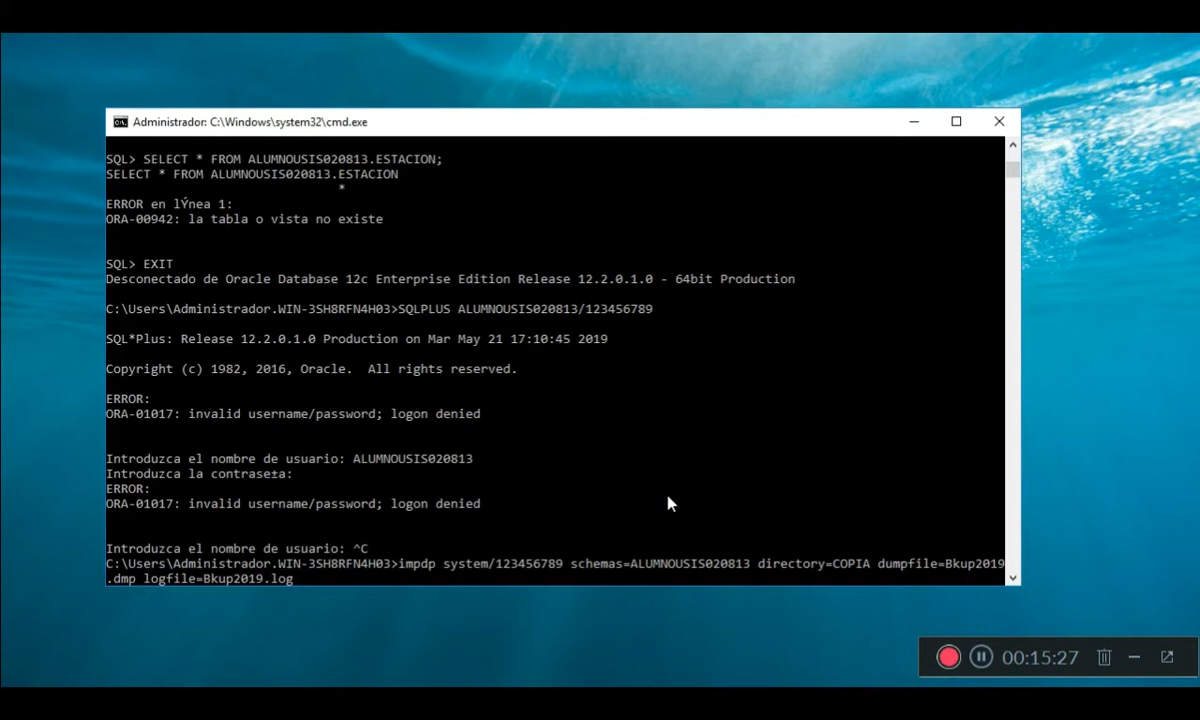 Administrador: C:\Windows\system32\cmd.exe
SQL> SELECT * FROM ALUMNOUSIS020813.ESTACION;
SELECT * FROM ALUMNOUSIS020813.ESTACION
*
ERROR en lÝnea 1:
ORA-00942: la tabla o vista no existe
SQL> EXIT
Desconectado de Oracle Database 12c Enterprise Edition Release 12.2.0.1.0 - 64bit Production
C:\Users\Administrador.WIN-3SH8RFN4H03>SQLPLUS ALUMNOUSIS020813/123456789
SQL*Plus: Release 12.2.0.1.0 Production on Mar May 21 17:10:45 2019
Copyright (c) 1982, 2016, Oracle.  All rights reserved.
ERROR:
ORA-01017: invalid username/password; logon denied
Introduzca el nombre de usuario: ALUMNOUSIS020813
Introduzca la contrase±a:
ERROR:
ORA-01017: invalid username/password; logon denied
Introduzca el nombre de usuario: ^C
C:\Users\Administrador.WIN-3SH8RFN4H03>impdp system/123456789 schemas=ALUMNOUSIS020813 directory=COPIA dumpfile=Bkup2019
.dmp logfile=Bkup2019.log
00:15:27